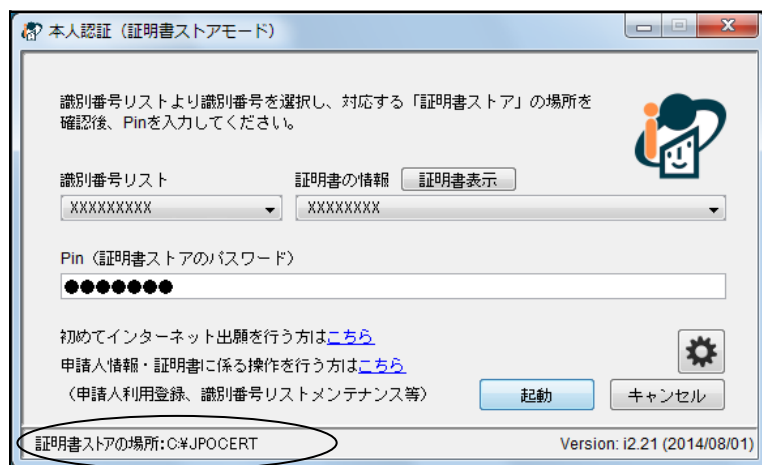 本人認証（証明書ストアモード）
識別番号リストより識別番号を選択し、対応する「証明書ストア」の場所を
確認後、Pinを入力してください。
識別番号リスト　証明書の情報　証明書表示
XXXXXXXXX　XXXXXXXX
Pin（証明書ストアのパスワード）
●●●●●●●
初めてインターネット出願を行う方はこちら
申請人情報・証明書に係る操作を行う方はこちら
（申請人利用登録、識別番号リストメンテナンス等）　起動　キャンセル
証明書ストアの場所:C:¥JPOCERT　Version: i2.21 (2014/08/01)